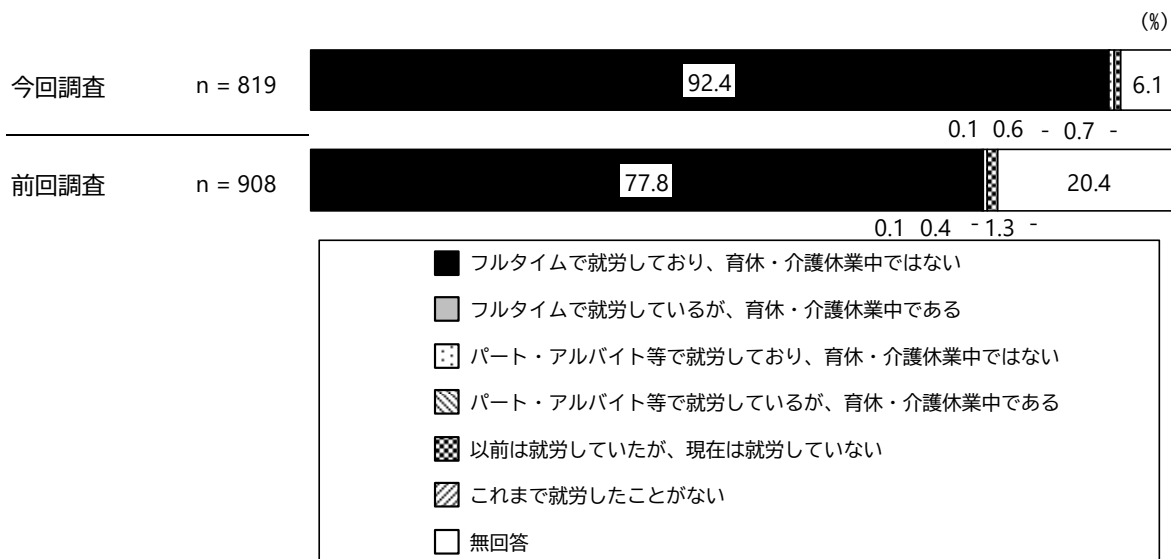 (%)
今回調査 n = 819 92.4 6.1
0.1 0.6 - 0.7 -
前回調査 n = 908 77.8 20.4
0.1 0.4 - 1.3 -
フルタイムで就労しており、育休・介護休業中ではない
フルタイムで就労しているが、育休・介護休業中である
パート・アルバイト等で就労しており、育休・介護休業中ではない
パート・アルバイト等で就労しているが、育休・介護休業中である
以前は就労していたが、現在は就労していない
これまで就労したことがない
無回答